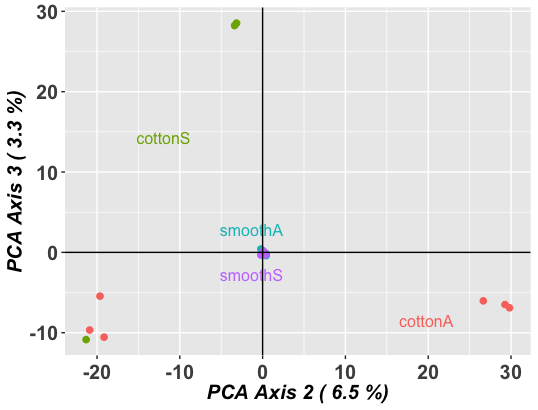 30
20
10
0
-10
cottonS
smoothA
smoothS
cottonA
-20 -10 0 10 20 30
PCA Axis 2 ( 6.5 %)
PCA Axis 3 ( 3.3 %)